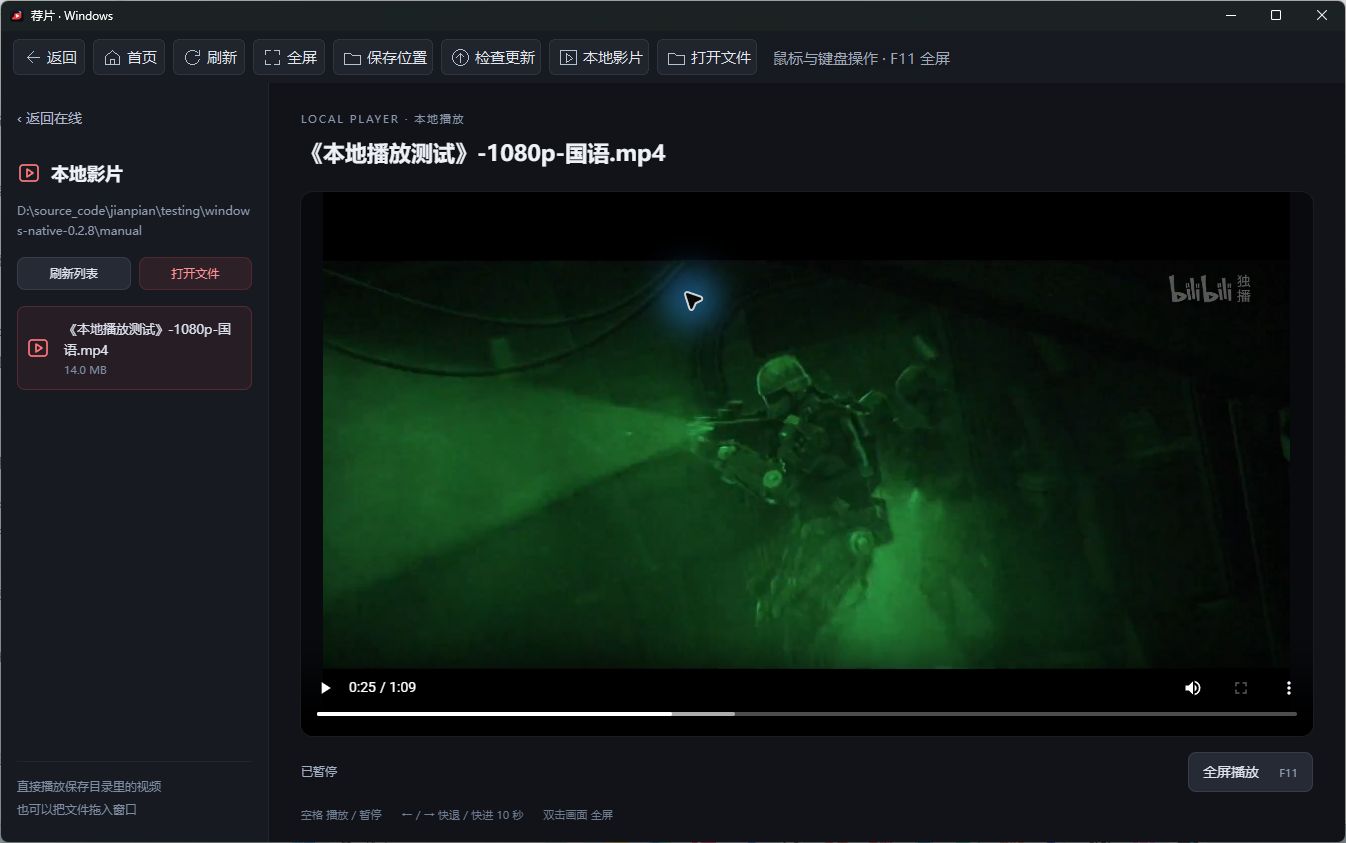 荐片 · Windows
返回
首页
刷新
全屏
保存位置
检查更新
本地影片
打开文件
鼠标与键盘操作 · F11 全屏
‹ 返回在线
本地影片
D:\source_code\jianpian\testing\window
s-native-0.2.8\manual
刷新列表
打开文件
《本地播放测试》-1080p-国
语.mp4
14.0 MB
直接播放保存目录里的视频
也可以把文件拖入窗口
LOCAL PLAYER · 本地播放
《本地播放测试》-1080p-国语.mp4
bilibili 独播
0:25 / 1:09
已暂停
全屏播放 F11
空格 播放 / 暂停 ← / → 快退 / 快进 10 秒 双击画面 全屏